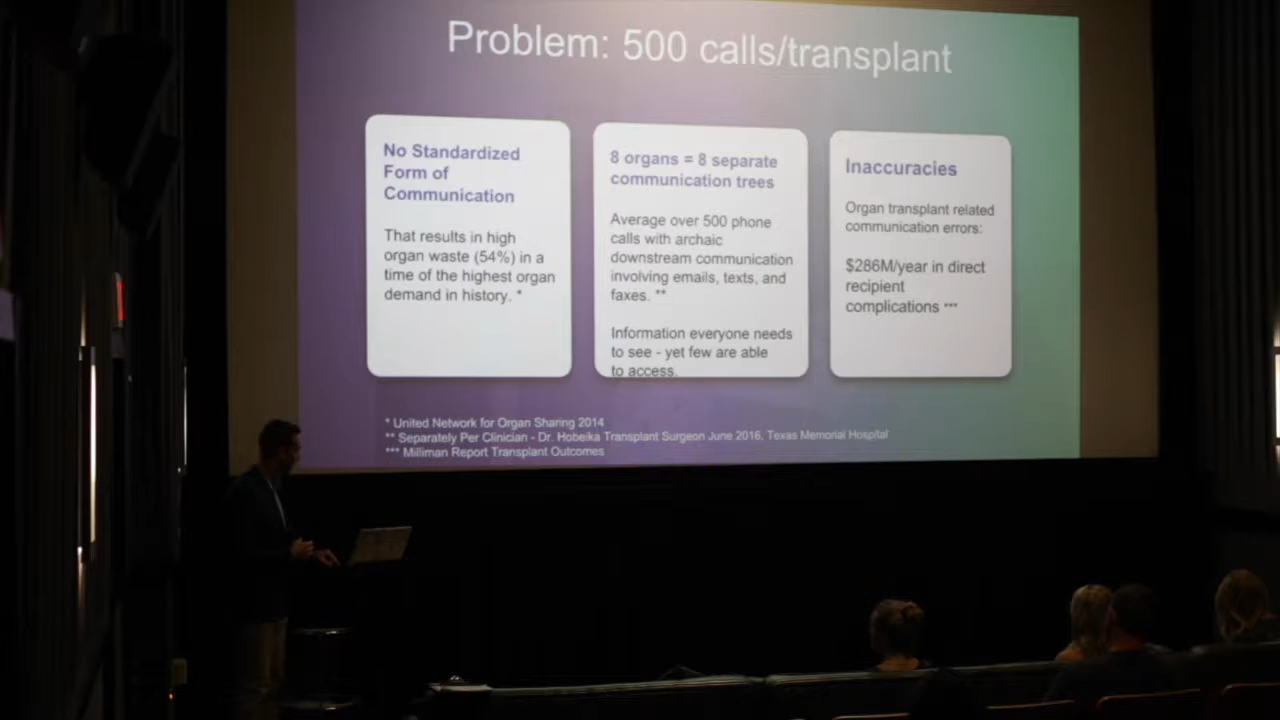 Problem: 500 calls/transplant
No Standardized
Form of
Communication
That results in high
organ waste (54%) in a
time of the highest organ
demand in history. *
8 organs = 8 separate
communication trees
Average over 500 phone
calls with archaic
downstream communication
involving emails, texts, and
faxes. **
Information everyone needs
to see - yet few are able
to access.
Inaccuracies
Organ transplant related
communication errors:
$286M/year in direct
recipient
complications ***
* United Network for Organ Sharing 2014
** Separately Per Clinician - Dr. Hobeika Transplant Surgeon June 2016, Texas Memorial Hospital
*** Milliman Report Transplant Outcomes